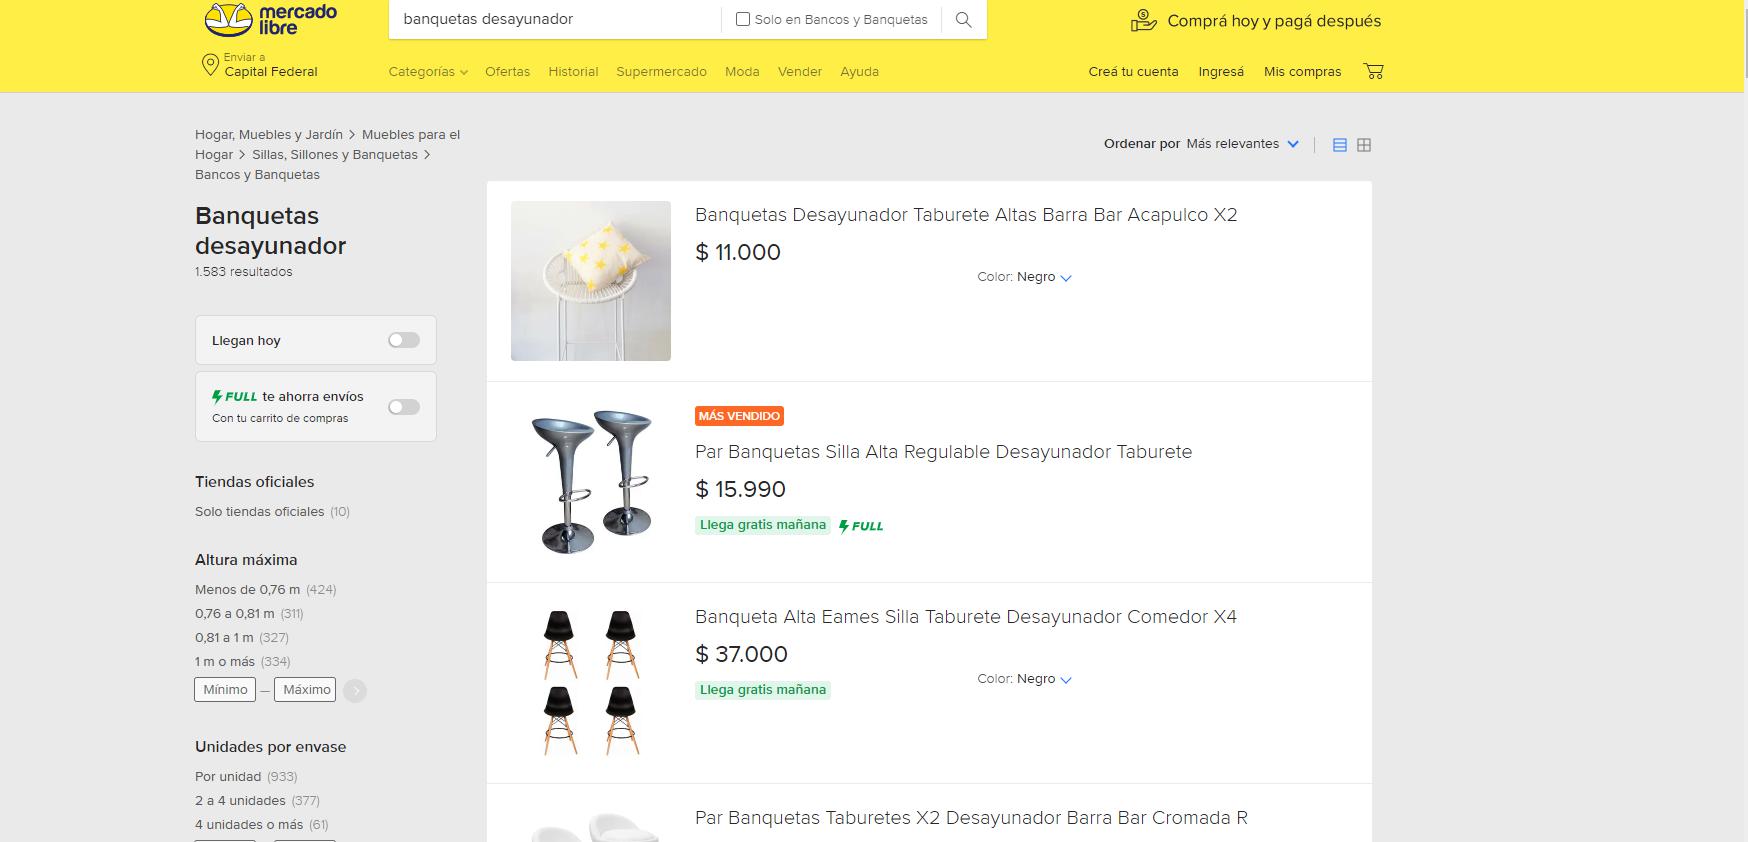 mercado
libre
banquetas desayunador
Solo en Bancos y Banquetas
Comprá hoy y pagá después
Enviar a
Capital Federal
Categorías
Ofertas
Historial
Supermercado
Moda
Vender
Ayuda
Creá tu cuenta
Ingresá
Mis compras
Hogar, Muebles y Jardín > Muebles para el
Hogar > Sillas, Sillones y Banquetas >
Bancos y Banquetas
Banquetas
desayunador
1.583 resultados
Llegan hoy
FULL te ahorra envíos
Con tu carrito de compras
Tiendas oficiales
Solo tiendas oficiales (10)
Altura máxima
Menos de 0,76 m (424)
0,76 a 0,81 m (311)
0,81 a 1 m (327)
1 m o más (334)
Mínimo — Máximo
Unidades por envase
Por unidad (933)
2 a 4 unidades (377)
4 unidades o más (61)
Ordenar por Más relevantes
Banquetas Desayunador Taburete Altas Barra Bar Acapulco X2
$ 11.000
Color: Negro
MÁS VENDIDO
Par Banquetas Silla Alta Regulable Desayunador Taburete
$ 15.990
Llega gratis mañana FULL
Banqueta Alta Eames Silla Taburete Desayunador Comedor X4
$ 37.000
Llega gratis mañana
Color: Negro
Par Banquetas Taburetes X2 Desayunador Barra Bar Cromada R